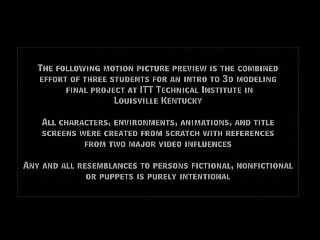 The following motion picture preview is the combined
effort of three students for an intro to 3d modeling
final project at ITT Technical Institute in
Louisville Kentucky
All characters, environments, animations, and title
screens were created from scratch with references
from two major video influences
Any and all resemblances to persons fictional, nonfictional
or puppets is purely intentional